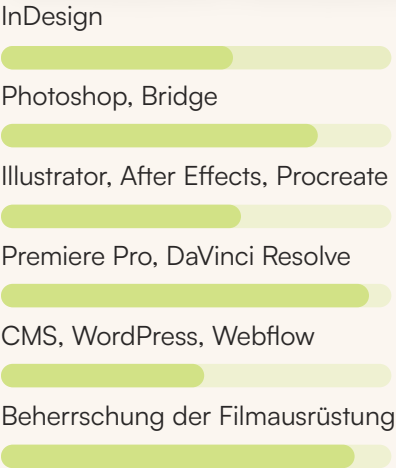 InDesign
Photoshop, Bridge
Illustrator, After Effects, Procreate
Premiere Pro, DaVinci Resolve
CMS, WordPress, Webflow
Beherrschung der Filmausrüstung